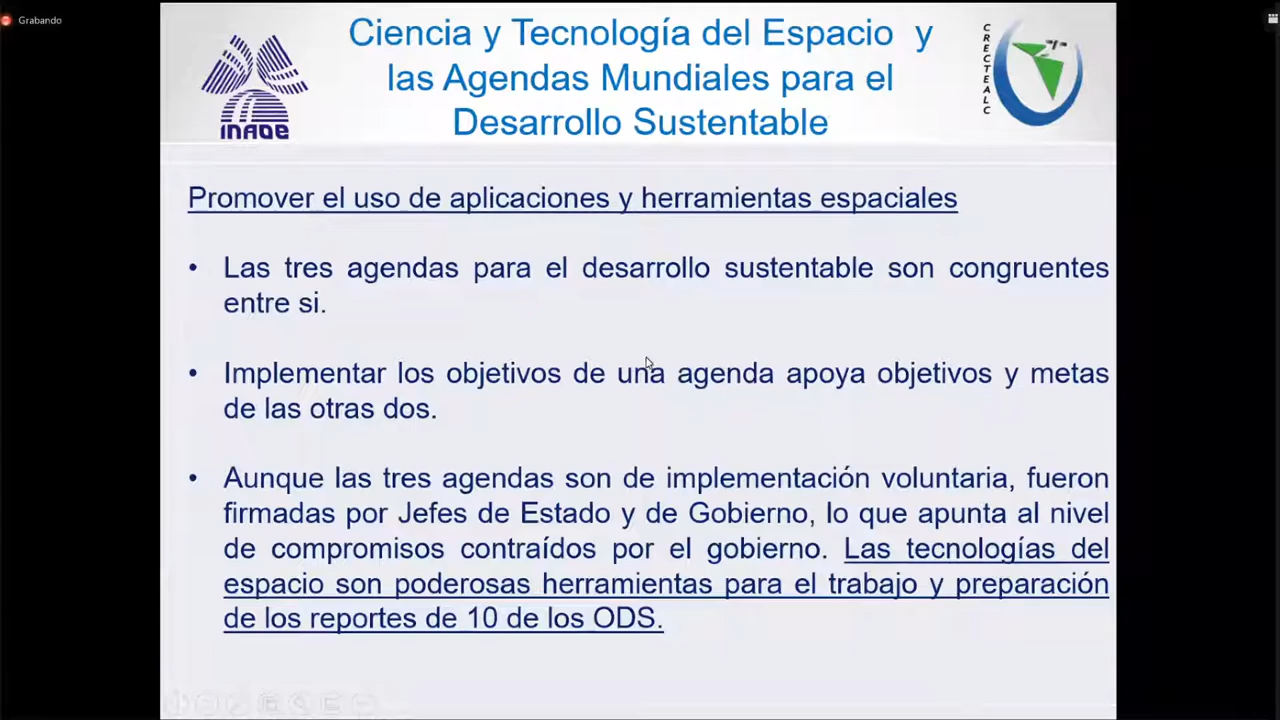 Grabando
Ciencia y Tecnología del Espacio y
las Agendas Mundiales para el
Desarrollo Sustentable
INAOE
CRECTEALC
Promover el uso de aplicaciones y herramientas espaciales
• Las tres agendas para el desarrollo sustentable son congruentes
entre si.
• Implementar los objetivos de una agenda apoya objetivos y metas
de las otras dos.
• Aunque las tres agendas son de implementación voluntaria, fueron
firmadas por Jefes de Estado y de Gobierno, lo que apunta al nivel
de compromisos contraídos por el gobierno. Las tecnologías del
espacio son poderosas herramientas para el trabajo y preparación
de los reportes de 10 de los ODS.